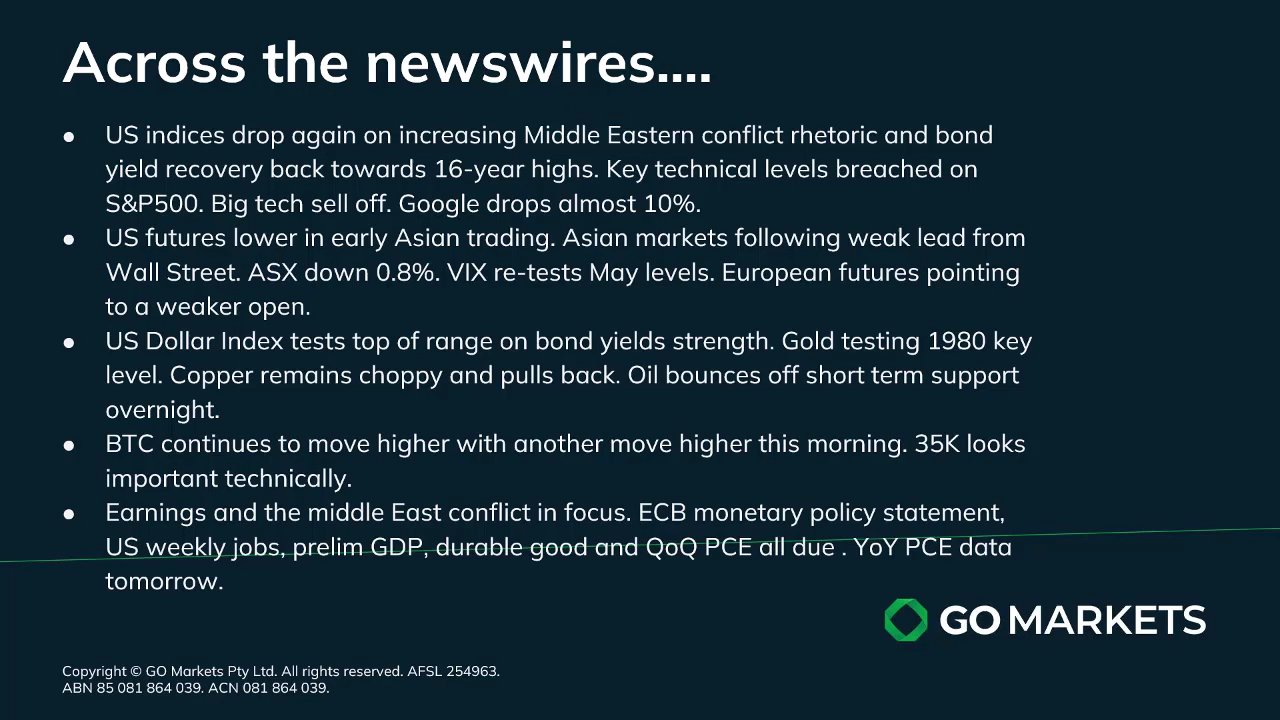 Across the newswires....
● US indices drop again on increasing Middle Eastern conflict rhetoric and bond
yield recovery back towards 16-year highs. Key technical levels breached on
S&P500. Big tech sell off. Google drops almost 10%.
● US futures lower in early Asian trading. Asian markets following weak lead from
Wall Street. ASX down 0.8%. VIX re-tests May levels. European futures pointing
to a weaker open.
● US Dollar Index tests top of range on bond yields strength. Gold testing 1980 key
level. Copper remains choppy and pulls back. Oil bounces off short term support
overnight.
● BTC continues to move higher with another move higher this morning. 35K looks
important technically.
● Earnings and the middle East conflict in focus. ECB monetary policy statement,
US weekly jobs, prelim GDP, durable good and QoQ PCE all due . YoY PCE data
tomorrow.
GO MARKETS
Copyright © GO Markets Pty Ltd. All rights reserved. AFSL 254963.
ABN 85 081 864 039. ACN 081 864 039.